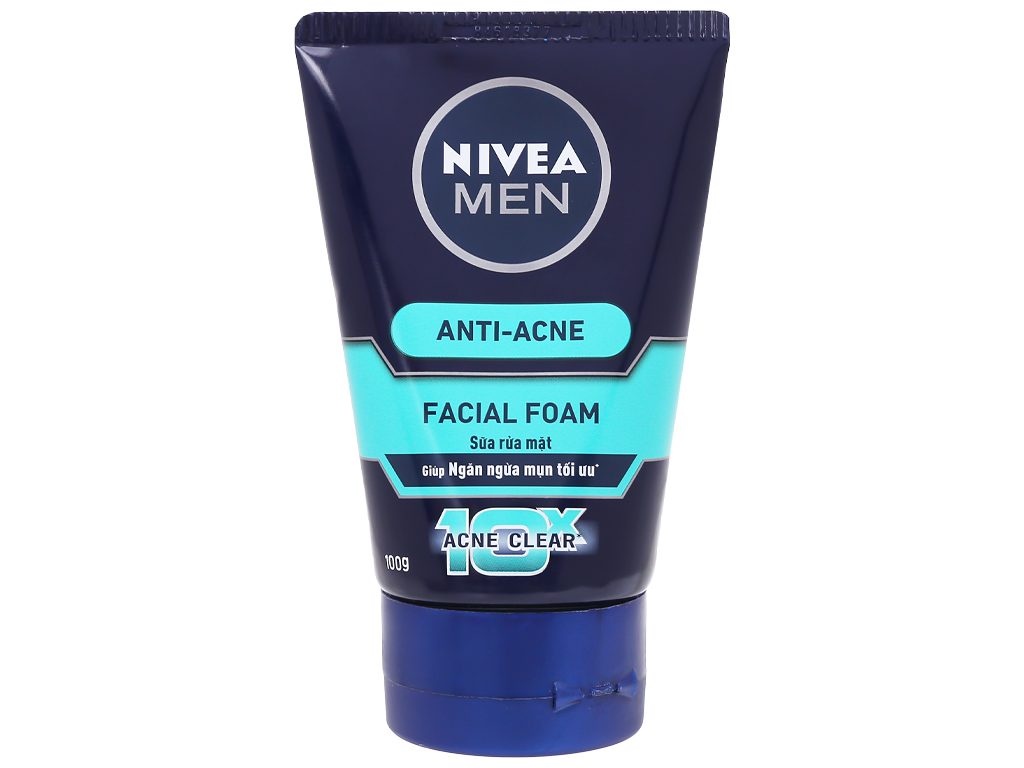 NIVEA
MEN
ANTI-ACNE
FACIAL FOAM
Sữa rửa mặt
Giúp Ngăn ngừa mụn tối ưu*
10X
ACNE CLEAR*
100g